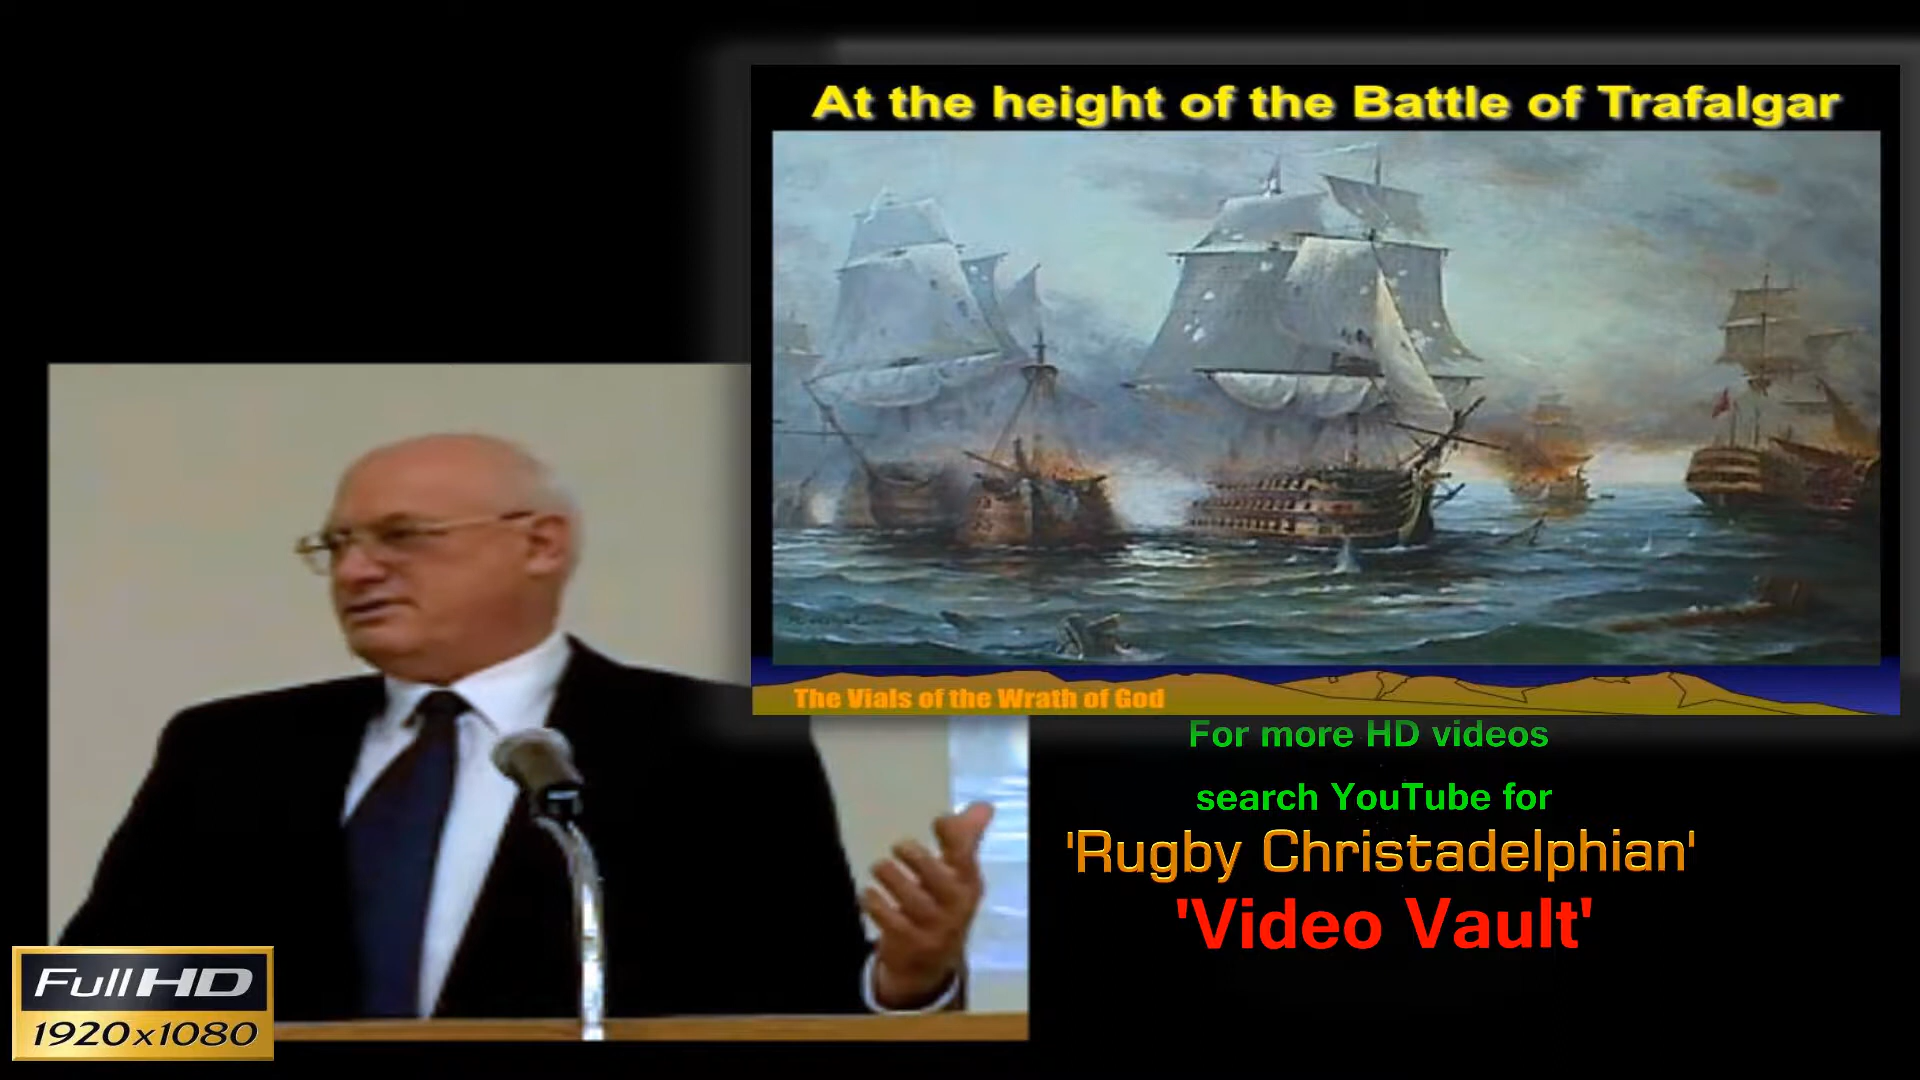 At the height of the Battle of Trafalgar
The Vials of the Wrath of God
For more HD videos
search YouTube for
'Rugby Christadelphian'
'Video Vault'
Full HD
1920x1080